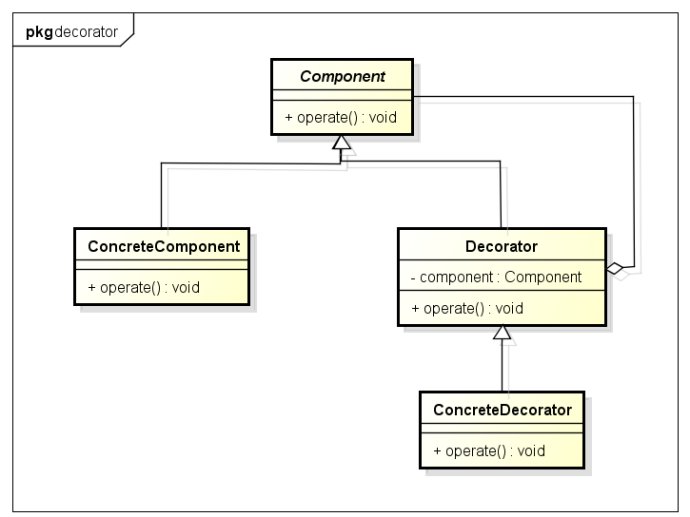 pkg decorator
Component
+ operate() : void
ConcreteComponent
+ operate() : void
Decorator
- component : Component
+ operate() : void
ConcreteDecorator
+ operate() : void